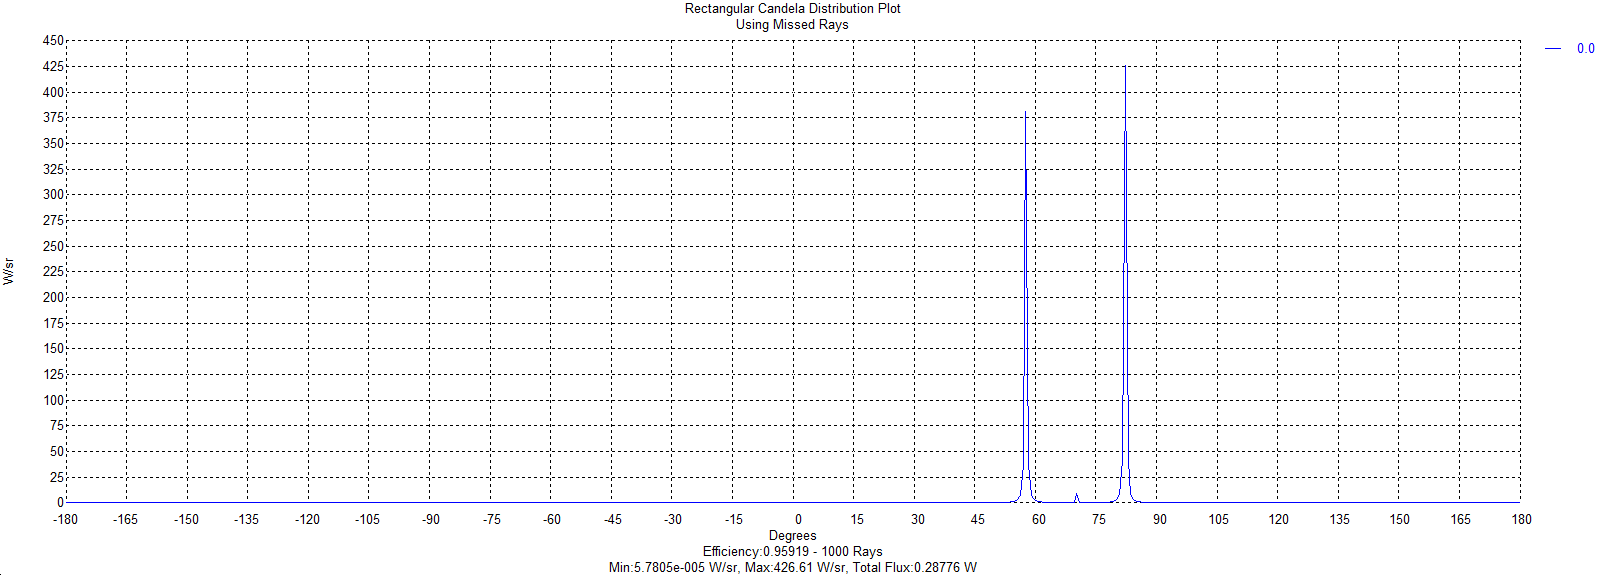 Rectangular Candela Distribution Plot
Using Missed Rays
450
425
400
375
350
325
300
275
250
225
200
175
150
125
100
75
50
25
0
W/sr
0.0
-180 -165 -150 -135 -120 -105 -90 -75 -60 -45 -30 -15 0 15 30 45 60 75 90 105 120 135 150 165 180
Degrees
Efficiency:0.95919 - 1000 Rays
Min:5.7805e-005 W/sr, Max:426.61 W/sr, Total Flux:0.28776 W